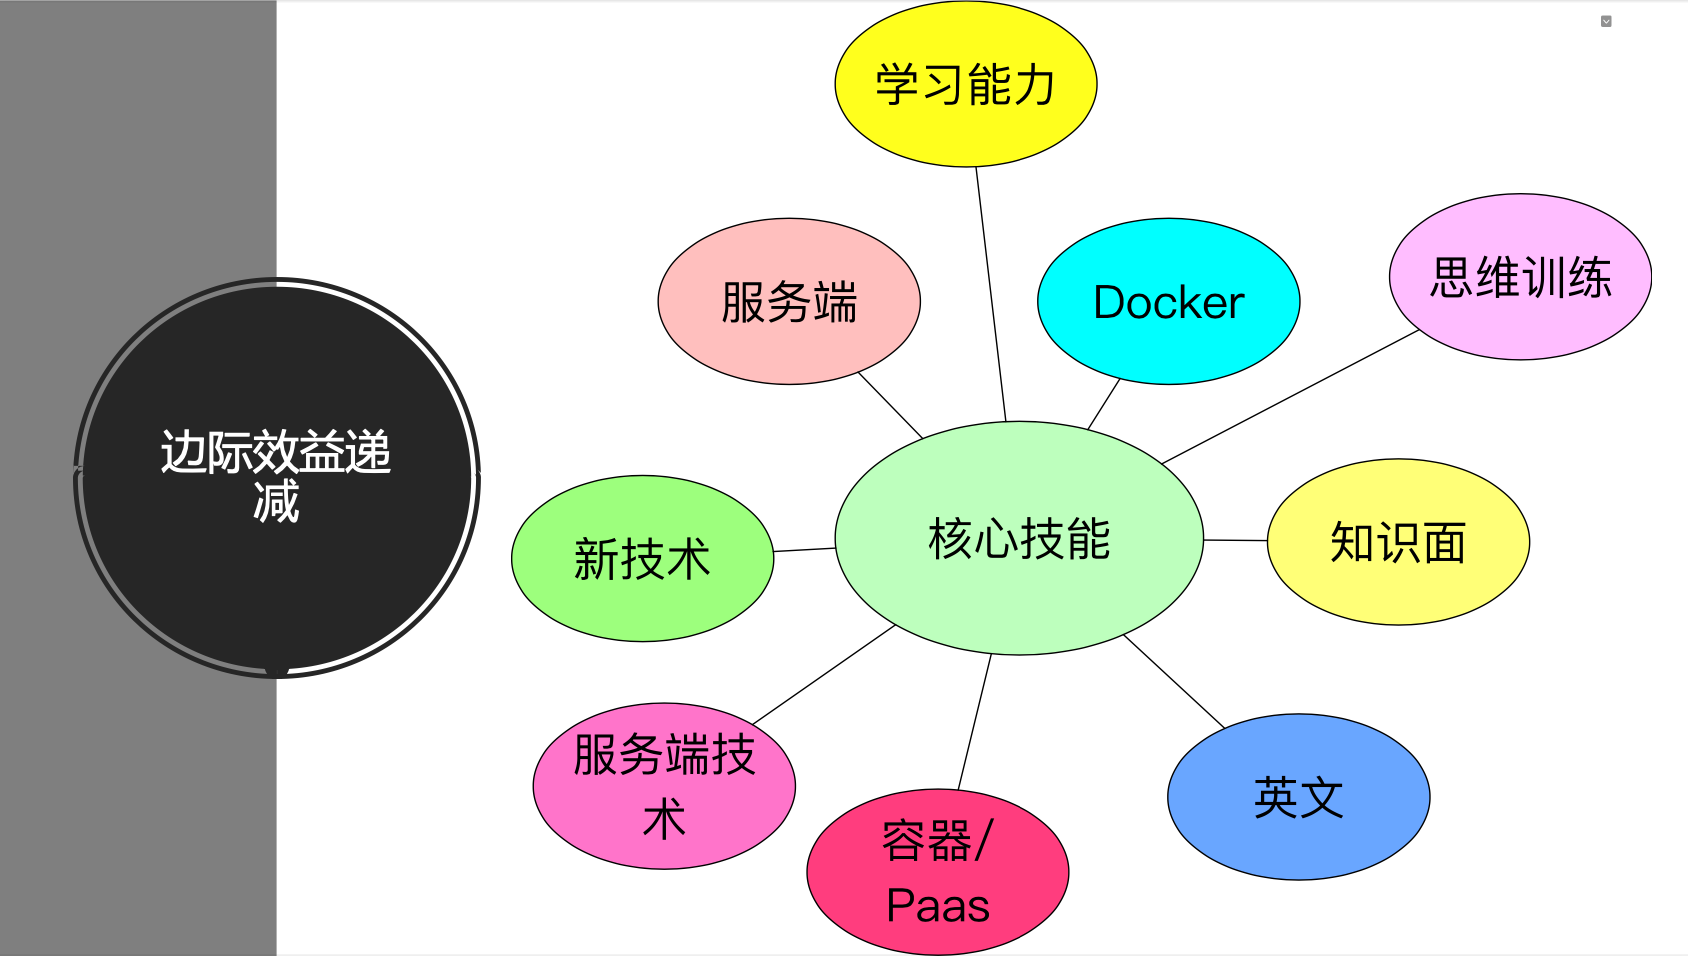 边际效益递
减
学习能力
服务端
Docker
思维训练
新技术
核心技能
知识面
服务端技
术
容器/
Paas
英文